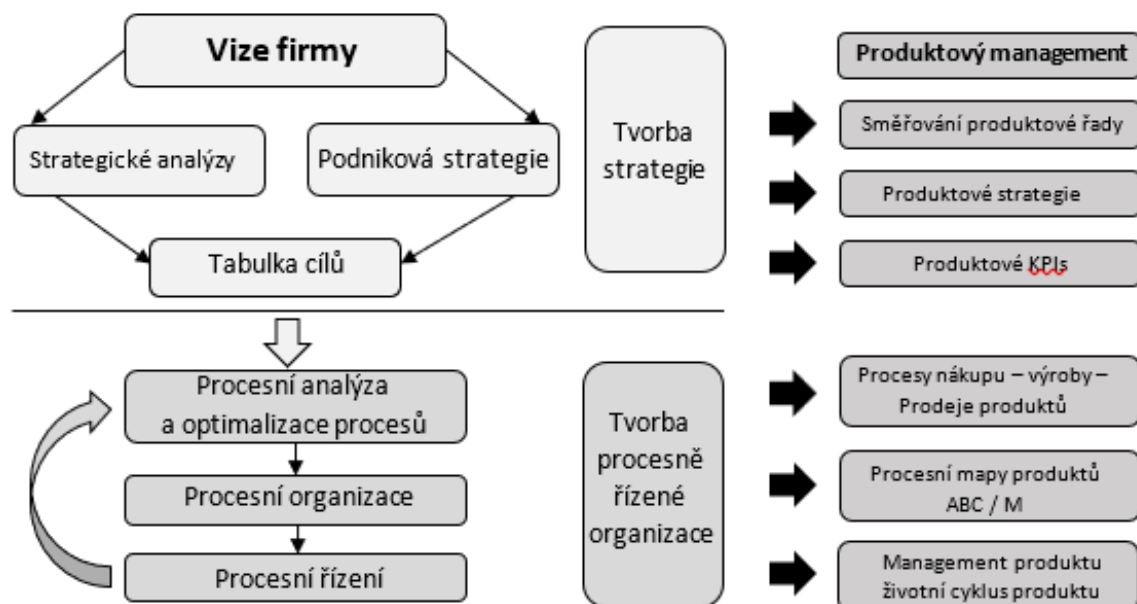 Vize firmy
Strategické analýzy
Podniková strategie
Tabulka cílů
Tvorba
strategie
Produktový management
Směřování produktové řady
Produktové strategie
Produktové KPIs
Procesní analýza
a optimalizace procesů
Procesní organizace
Procesní řízení
Tvorba
procesně
řízené
organizace
Procesy nákupu – výroby –
Prodeje produktů
Procesní mapy produktů
ABC / M
Management produktu
životní cyklus produktu